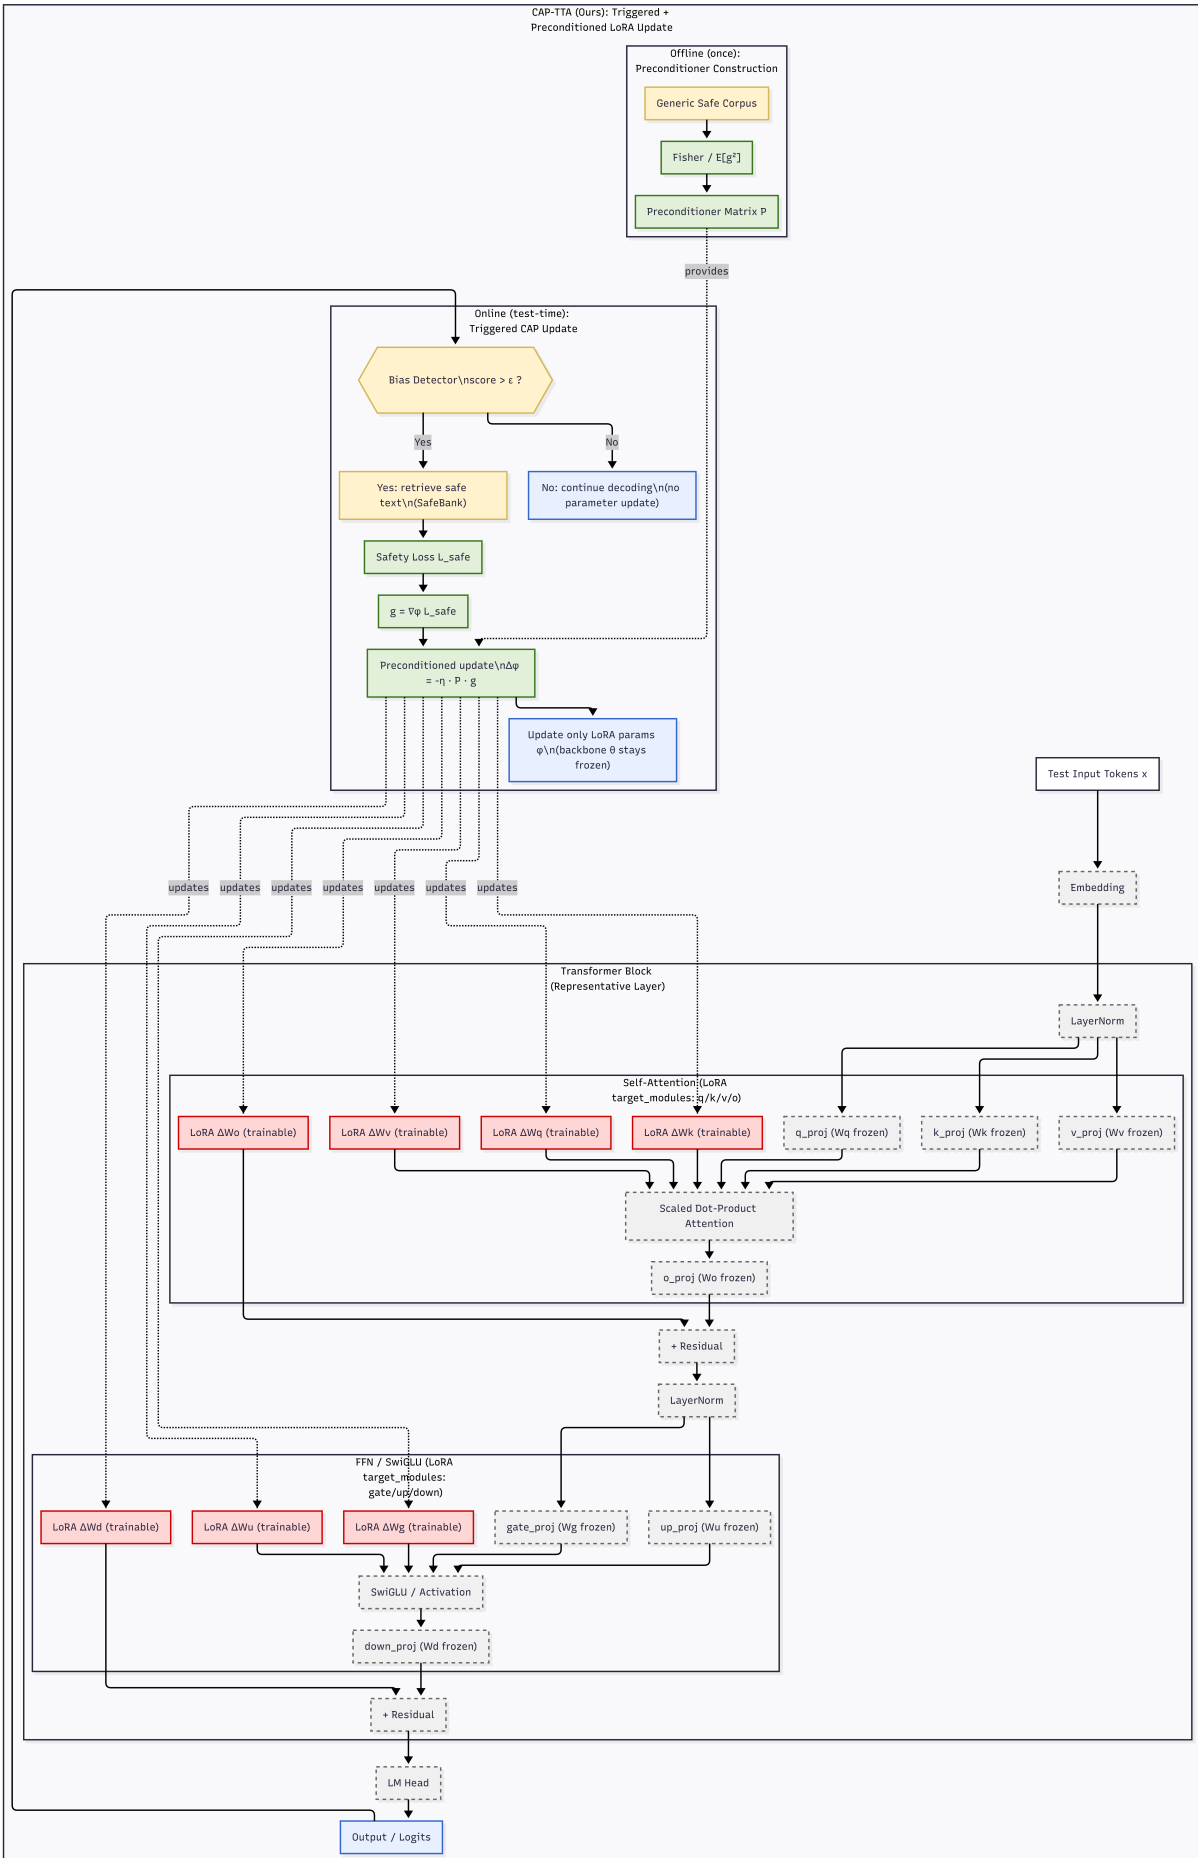 CAP-TTA (Ours): Triggered +
Preconditioned LoRA Update
Offline (once):
Preconditioner Construction
Generic Safe Corpus
Fisher / E[g²]
Preconditioner Matrix P
provides
Online (test-time):
Triggered CAP Update
Bias Detector\nscore > ε ?
Yes
No
Yes: retrieve safe
text\n(SafeBank)
No: continue decoding\n(no
parameter update)
Safety Loss L_safe
g = ∇φ L_safe
Preconditioned update\nΔφ
= -η · P · g
Update only LoRA params
φ\n(backbone θ stays
frozen)
Test Input Tokens x
updates
updates
updates
updates
updates
updates
updates
Embedding
Transformer Block
(Representative Layer)
LayerNorm
Self-Attention (LoRA
target_modules: q/k/v/o)
LoRA ΔWo (trainable)
LoRA ΔWv (trainable)
LoRA ΔWq (trainable)
LoRA ΔWk (trainable)
q_proj (Wq frozen)
k_proj (Wk frozen)
v_proj (Wv frozen)
Scaled Dot-Product
Attention
o_proj (Wo frozen)
+ Residual
LayerNorm
FFN / SwiGLU (LoRA
target_modules:
gate/up/down)
LoRA ΔWd (trainable)
LoRA ΔWu (trainable)
LoRA ΔWg (trainable)
gate_proj (Wg frozen)
up_proj (Wu frozen)
SwiGLU / Activation
down_proj (Wd frozen)
+ Residual
LM Head
Output / Logits